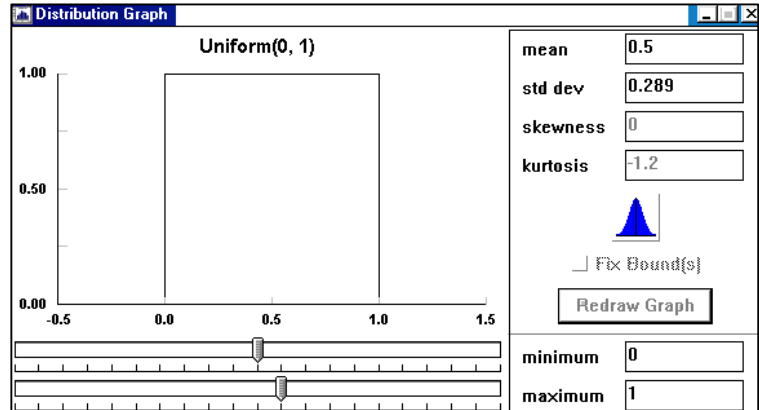 Distribution Graph
Uniform(0, 1)
1.00
0.50
0.00
-0.5 0.0 0.5 1.0 1.5
mean 0.5
std dev 0.289
skewness 0
kurtosis -1.2
Fix Bound(s)
Redraw Graph
minimum 0
maximum 1